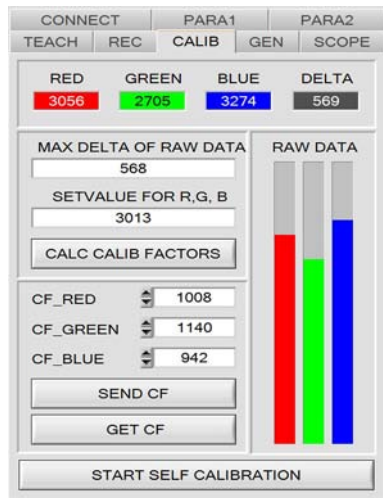 CONNECT PARA1 PARA2
TEACH REC CALIB GEN SCOPE
RED GREEN BLUE DELTA
3056 2705 3274 569
MAX DELTA OF RAW DATA
568
SETVALUE FOR R,G, B
3013
CALC CALIB FACTORS
RAW DATA
CF_RED 1008
CF_GREEN 1140
CF_BLUE 942
SEND CF
GET CF
START SELF CALIBRATION